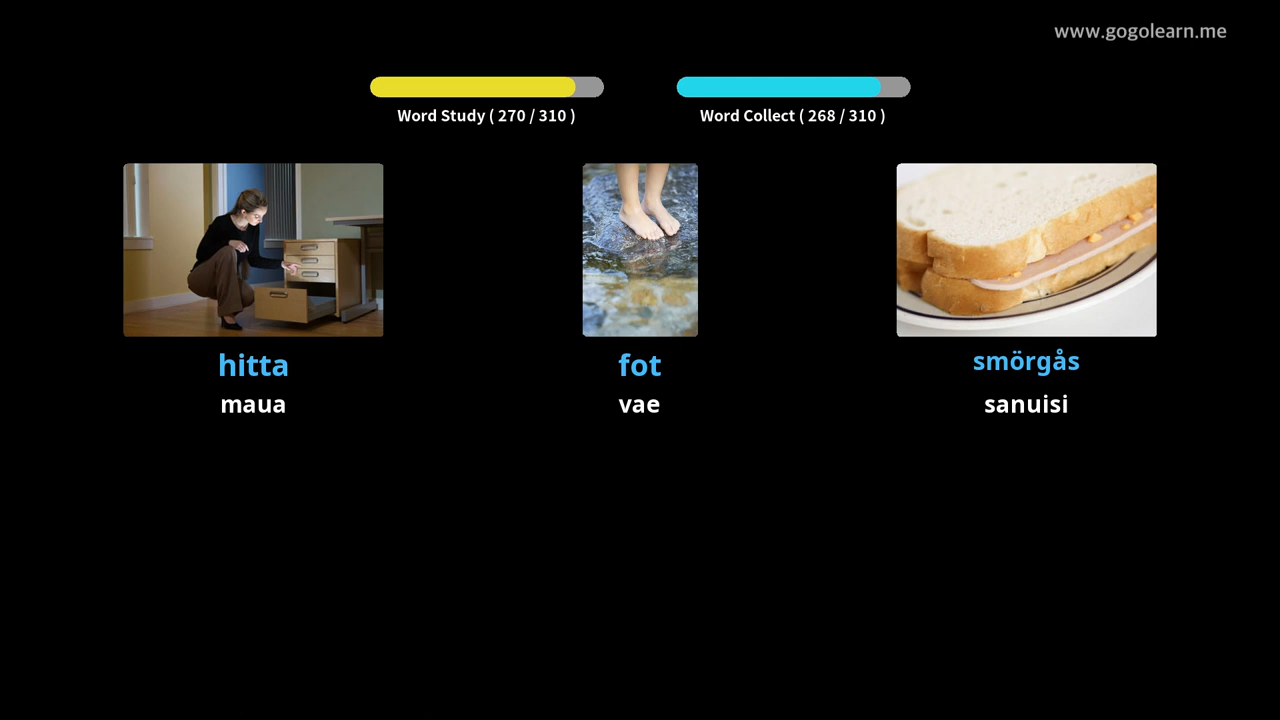 www.gogolearn.me
Word Study ( 270 / 310 )
Word Collect ( 268 / 310 )
hitta
maua
fot
vae
smörgås
sanuisi